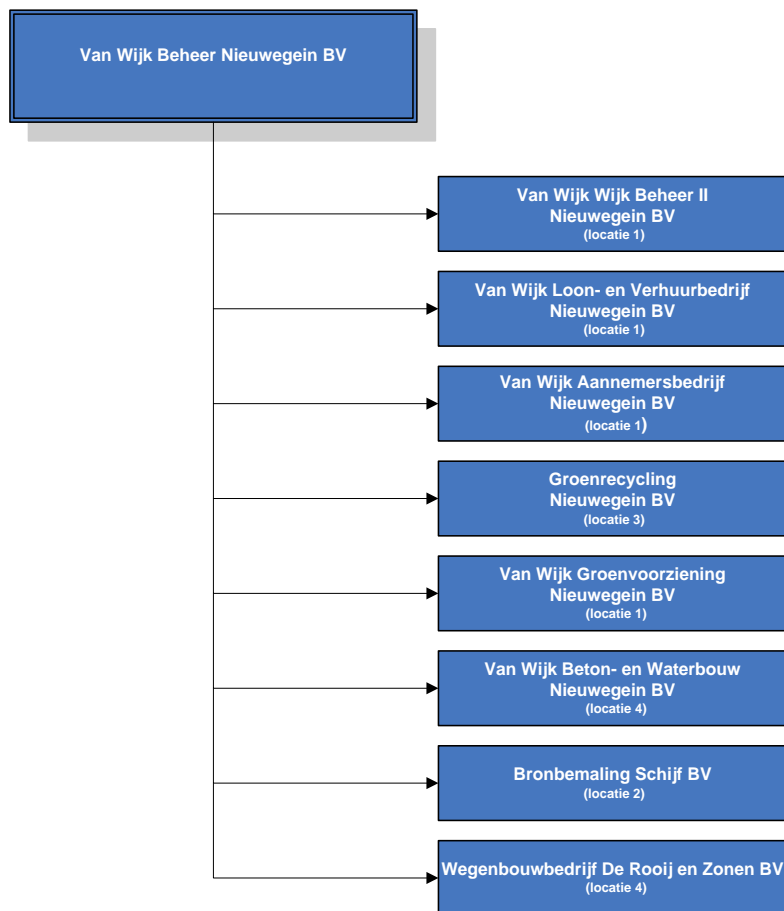 Van Wijk Beheer Nieuwegein BV
Van Wijk Wijk Beheer II
Nieuwegein BV
(locatie 1)
Van Wijk Loon- en Verhuurbedrijf
Nieuwegein BV
(locatie 1)
Van Wijk Aannemersbedrijf
Nieuwegein BV
(locatie 1)
Groenrecycling
Nieuwegein BV
(locatie 3)
Van Wijk Groenvoorziening
Nieuwegein BV
(locatie 1)
Van Wijk Beton- en Waterbouw
Nieuwegein BV
(locatie 4)
Bronbemaling Schijf BV
(locatie 2)
Wegenbouwbedrijf De Rooij en Zonen BV
(locatie 4)